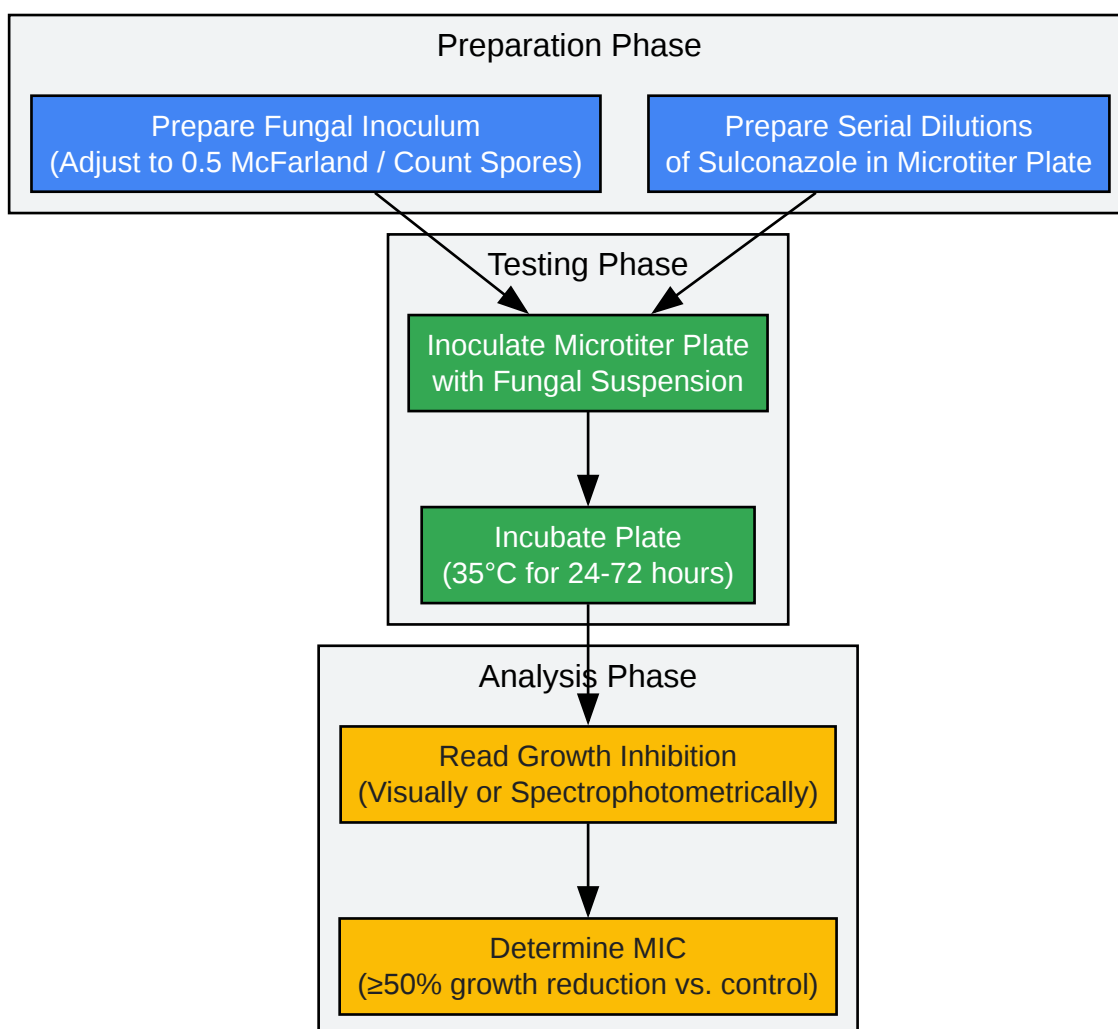 Preparation Phase
Prepare Fungal Inoculum
(Adjust to 0.5 McFarland / Count Spores)
Prepare Serial Dilutions
of Sulconazole in Microtiter Plate
Testing Phase
Inoculate Microtiter Plate
with Fungal Suspension
Incubate Plate
(35°C for 24-72 hours)
Analysis Phase
Read Growth Inhibition
(Visually or Spectrophotometrically)
Determine MIC
(≥50% growth reduction vs. control)